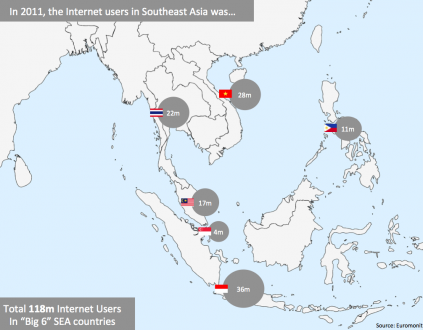 In 2011, the Internet users in Southeast Asia was...
28m
22m
11m
17m
4m
36m
Total 118m Internet Users
In "Big 6" SEA countries
Source: Euromonit